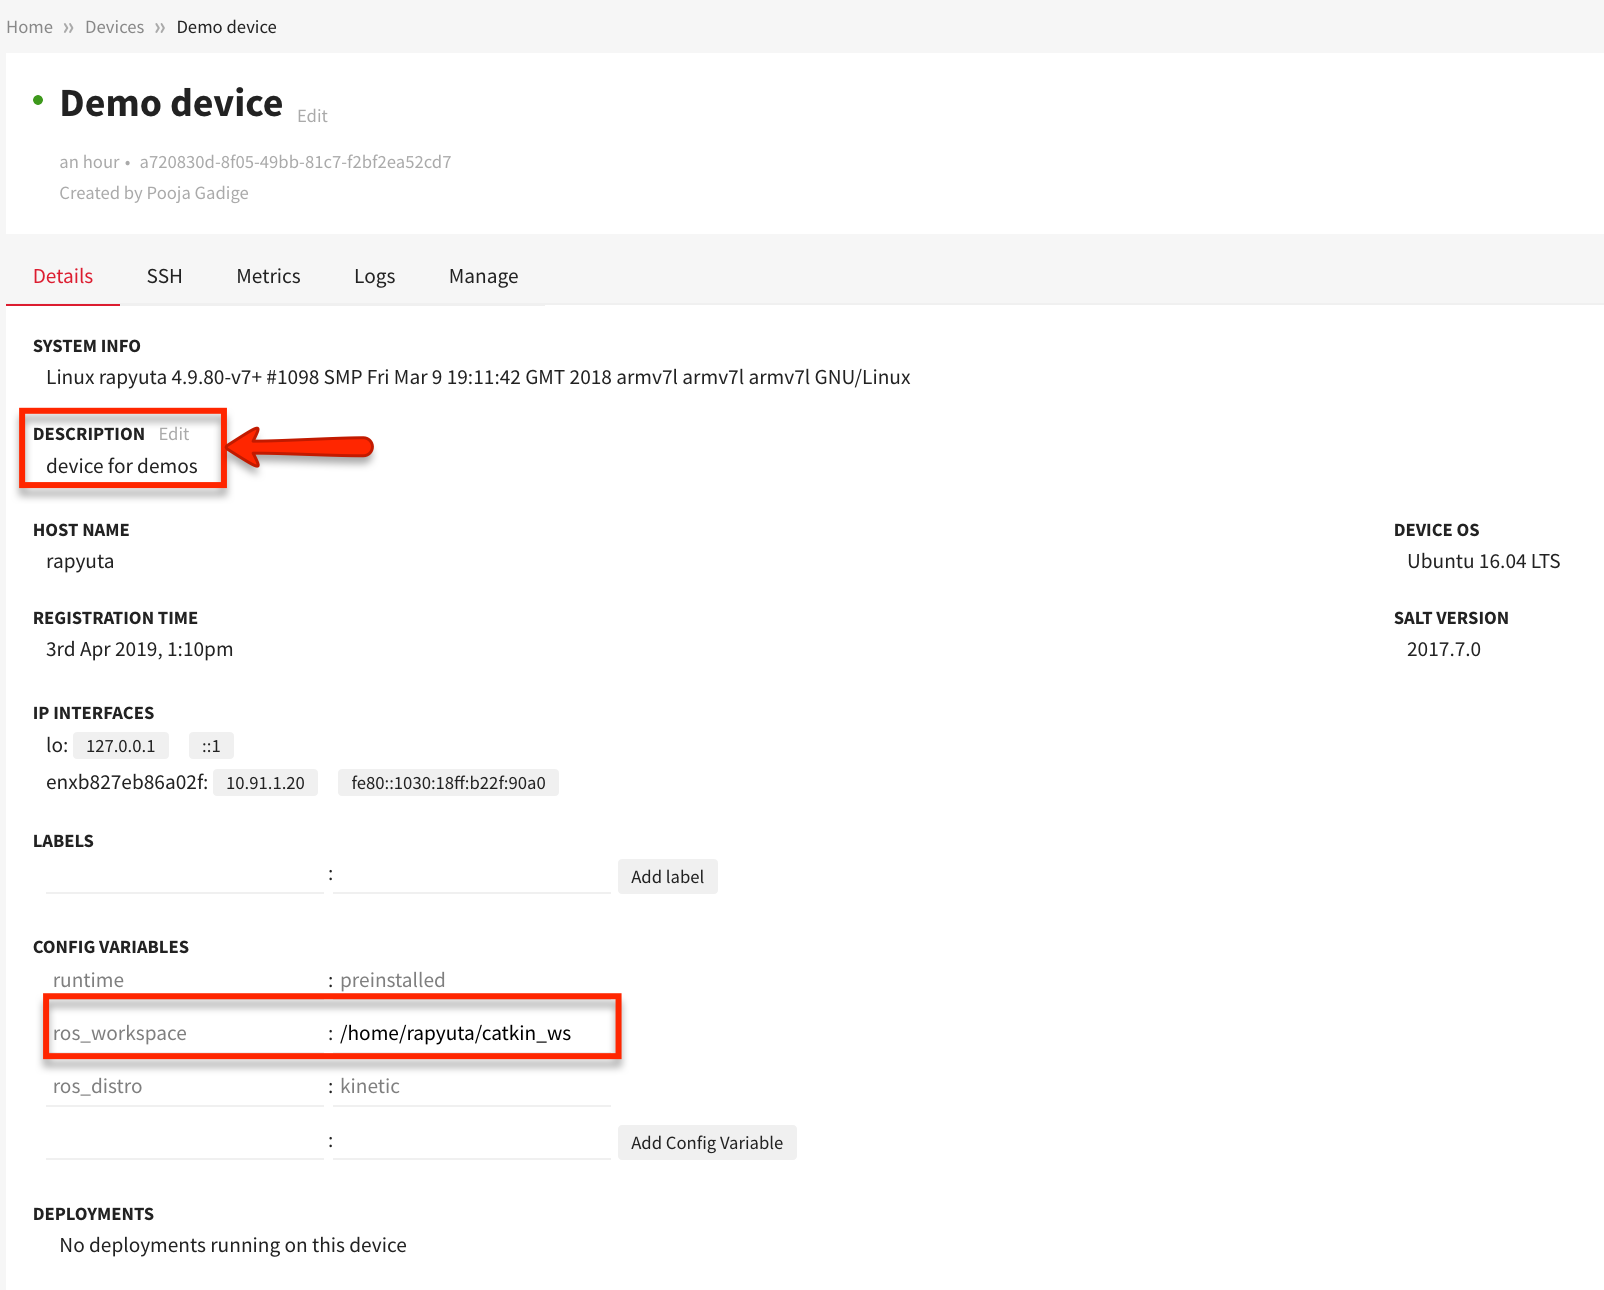 Home » Devices » Demo device
Demo device Edit
an hour • a720830d-8f05-49bb-81c7-f2bf2ea52cd7
Created by Pooja Gadige
Details SSH Metrics Logs Manage
SYSTEM INFO
Linux rapyuta 4.9.80-v7+ #1098 SMP Fri Mar 9 19:11:42 GMT 2018 armv7l armv7l armv7l GNU/Linux
DESCRIPTION Edit
device for demos
HOST NAME
rapyuta
DEVICE OS
Ubuntu 16.04 LTS
REGISTRATION TIME
3rd Apr 2019, 1:10pm
SALT VERSION
2017.7.0
IP INTERFACES
lo: 127.0.0.1 ::1
enxb827eb86a02f: 10.91.1.20 fe80::1030:18ff:b22f:90a0
LABELS
: Add label
CONFIG VARIABLES
runtime : preinstalled
ros_workspace : /home/rapyuta/catkin_ws
ros_distro : kinetic
: Add Config Variable
DEPLOYMENTS
No deployments running on this device